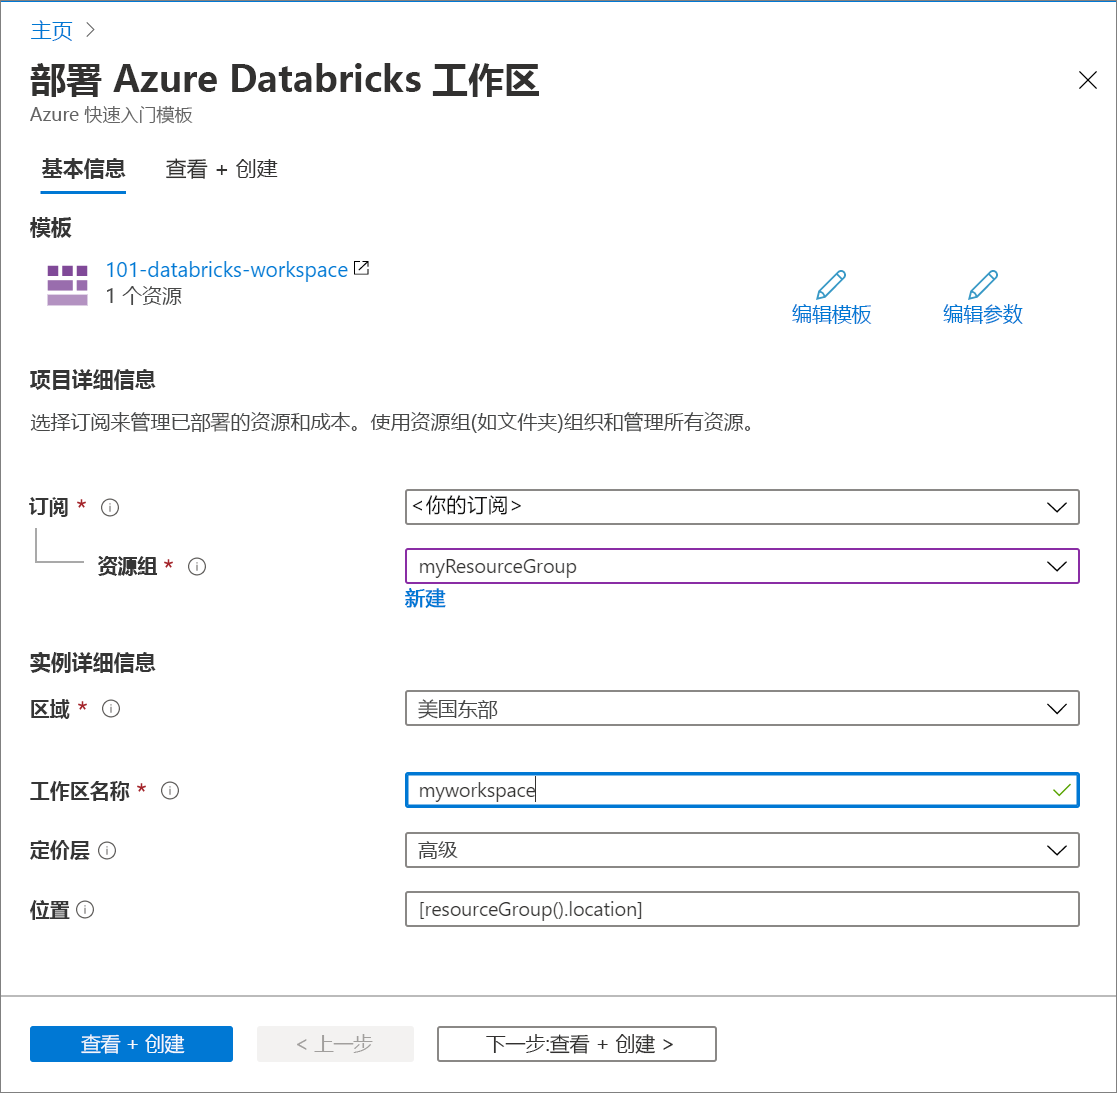 主页 >
部署 Azure Databricks 工作区
Azure 快速入门模板
基本信息 查看 + 创建
模板
101-databricks-workspace
1 个资源
编辑模板 编辑参数
项目详细信息
选择订阅来管理已部署的资源和成本。使用资源组(如文件夹)组织和管理所有资源。
订阅 * <你的订阅>
资源组 * myResourceGroup
新建
实例详细信息
区域 * 美国东部
工作区名称 * myworkspace
定价层 高级
位置 [resourceGroup().location]
查看 + 创建 < 上一步 下一步:查看 + 创建 >